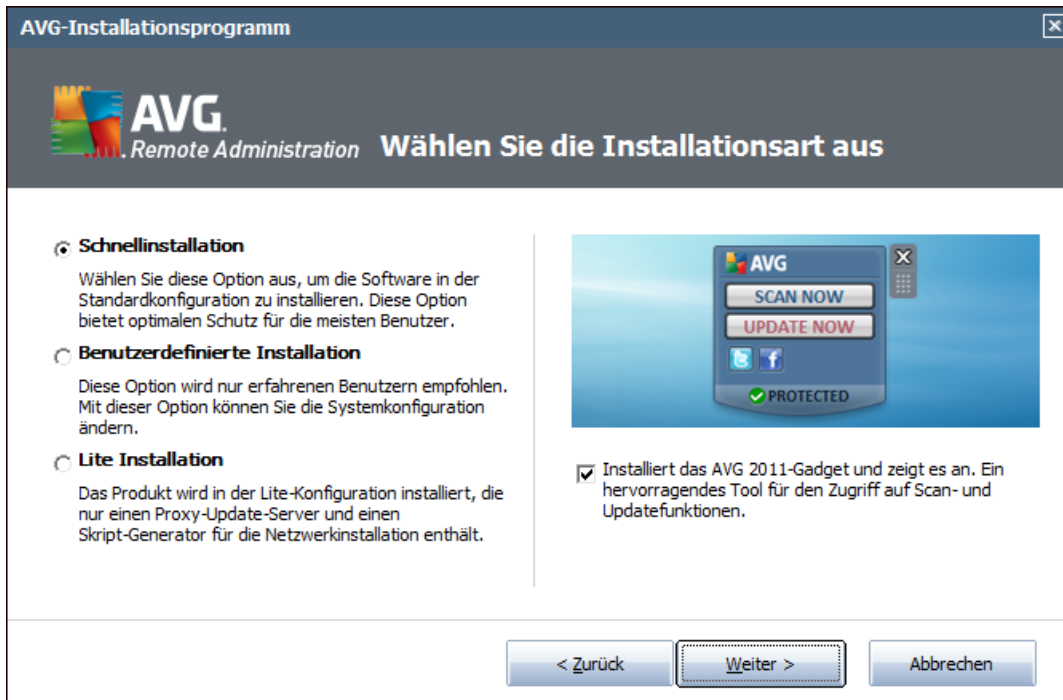 AVG-Installationsprogramm
AVG.
Remote Administration
Wählen Sie die Installationsart aus
Schnellinstallation
Wählen Sie diese Option aus, um die Software in der
Standardkonfiguration zu installieren. Diese Option
bietet optimalen Schutz für die meisten Benutzer.
Benutzerdefinierte Installation
Diese Option wird nur erfahrenen Benutzern empfohlen.
Mit dieser Option können Sie die Systemkonfiguration
ändern.
Lite Installation
Das Produkt wird in der Lite-Konfiguration installiert, die
nur einen Proxy-Update-Server und einen
Skript-Generator für die Netzwerkinstallation enthält.
AVG
SCAN NOW
UPDATE NOW
PROTECTED
Installiert das AVG 2011-Gadget und zeigt es an. Ein
hervorragendes Tool für den Zugriff auf Scan- und
Updatefunktionen.
< Zurück
Weiter >
Abbrechen